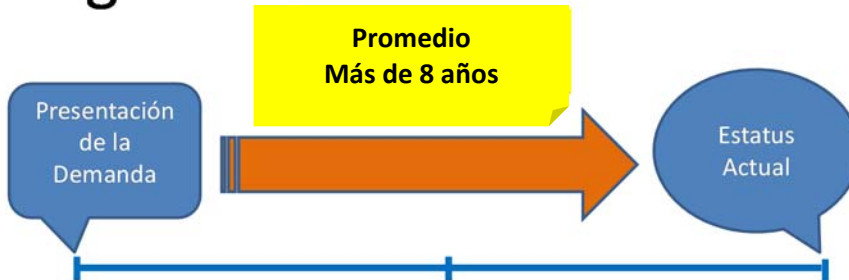 Promedio
Más de 8 años
Presentación
de la
Demanda
Estatus
Actual